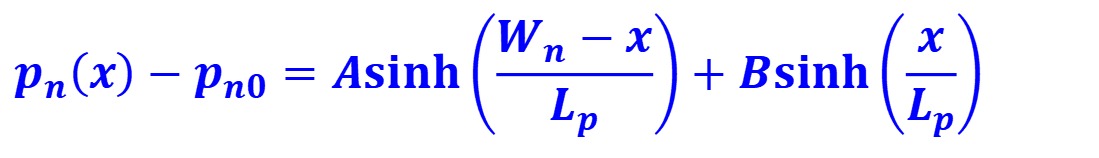 pₙ(x) − pₙ₀ = Asinh((Wₙ − x)/Lₚ) + Bsinh(x/Lₚ)